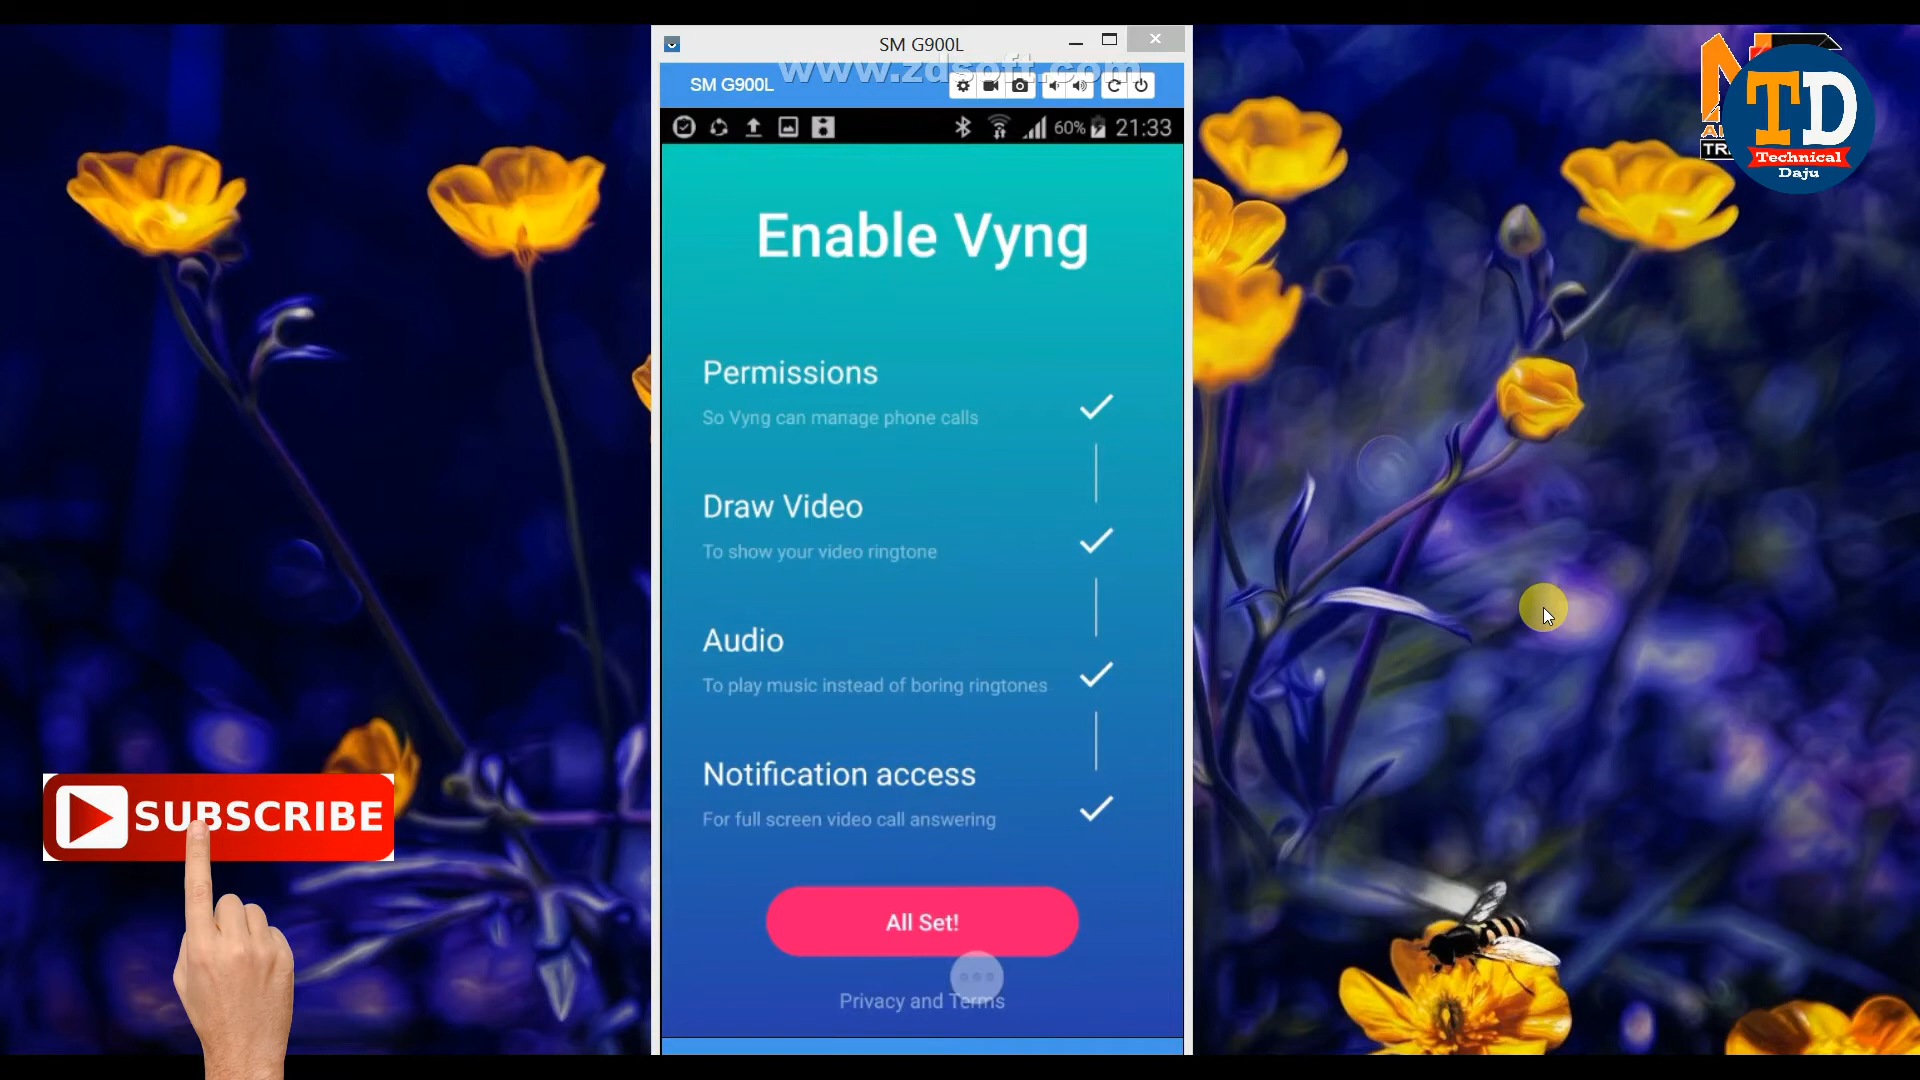 SM G900L
www.zdsoft.com
SM G900L
60% 21:33
TD
Technical
Daju
Enable Vyng
Permissions
So Vyng can manage phone calls
Draw Video
To show your video ringtone
Audio
To play music instead of boring ringtones
Notification access
For full screen video call answering
SUBSCRIBE
All Set!
Privacy and Terms